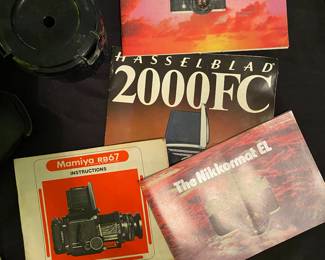 HASSELBLAD
2000FC
Mamiya RB67
INSTRUCTIONS
The Nikkormat EL